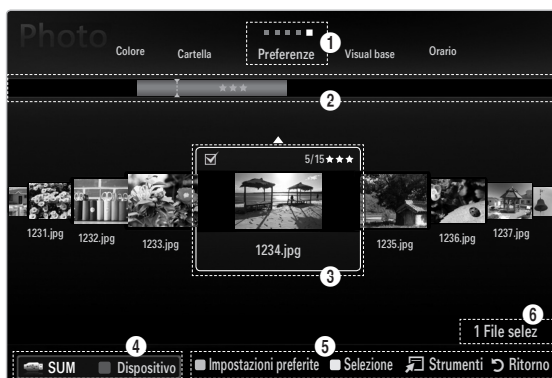 Photo
Colore Cartella Preferenze Visual base Orario
1
★★★
2
5/15★★★
1231.jpg 1232.jpg 1233.jpg 1234.jpg 1235.jpg 1236.jpg 1237.jpg
3
6
1 File selez
4 5
SUM Dispositivo Impostazioni preferite Selezione Strumenti Ritorno